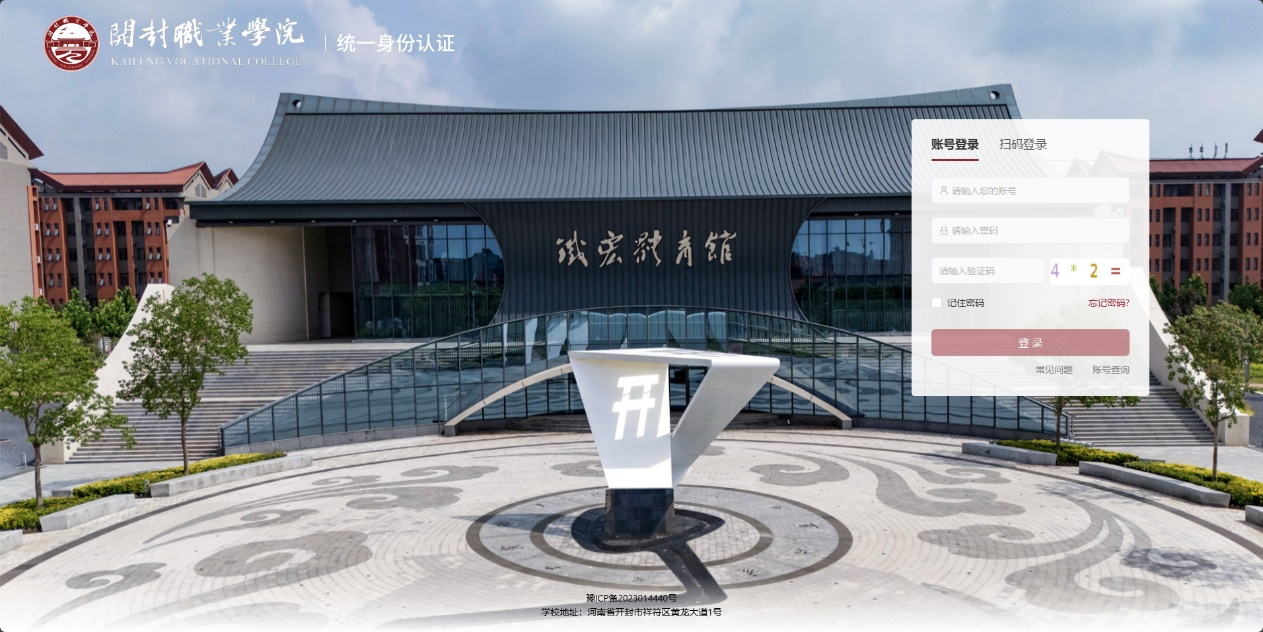 開封職業學院
KAIFENG VOCATIONAL COLLEGE
统一身份认证
账号登录 扫码登录
请输入您的账号
请输入密码
请输入验证码 4 * 2 =
记住密码 忘记密码?
登 录
常见问题 账号查询
铁宏體育館
开
豫ICP备2023014440号
学校地址：河南省开封市祥符区黄龙大道1号